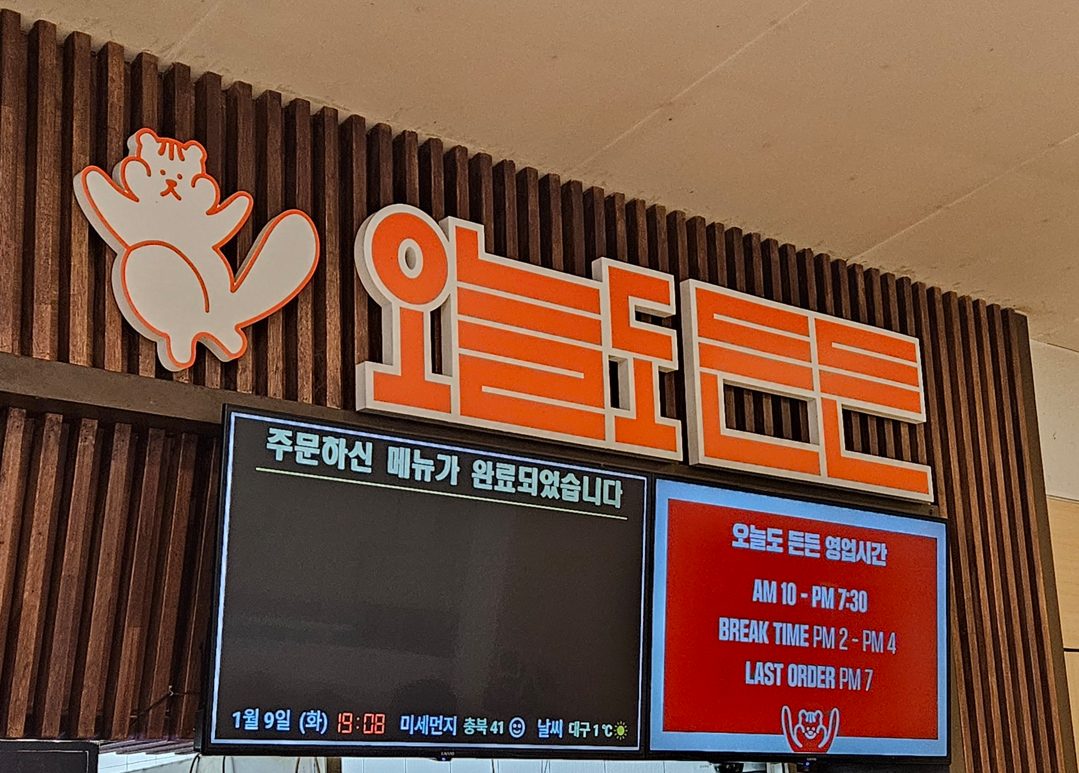 오늘도 든든
주문하신 메뉴가 완료되었습니다
1월 9일 (화) 19:08 미세먼지 충북 41 날씨 대구 1℃
오늘도 든든 영업시간
AM 10 - PM 7:30
BREAK TIME PM 2 - PM 4
LAST ORDER PM 7